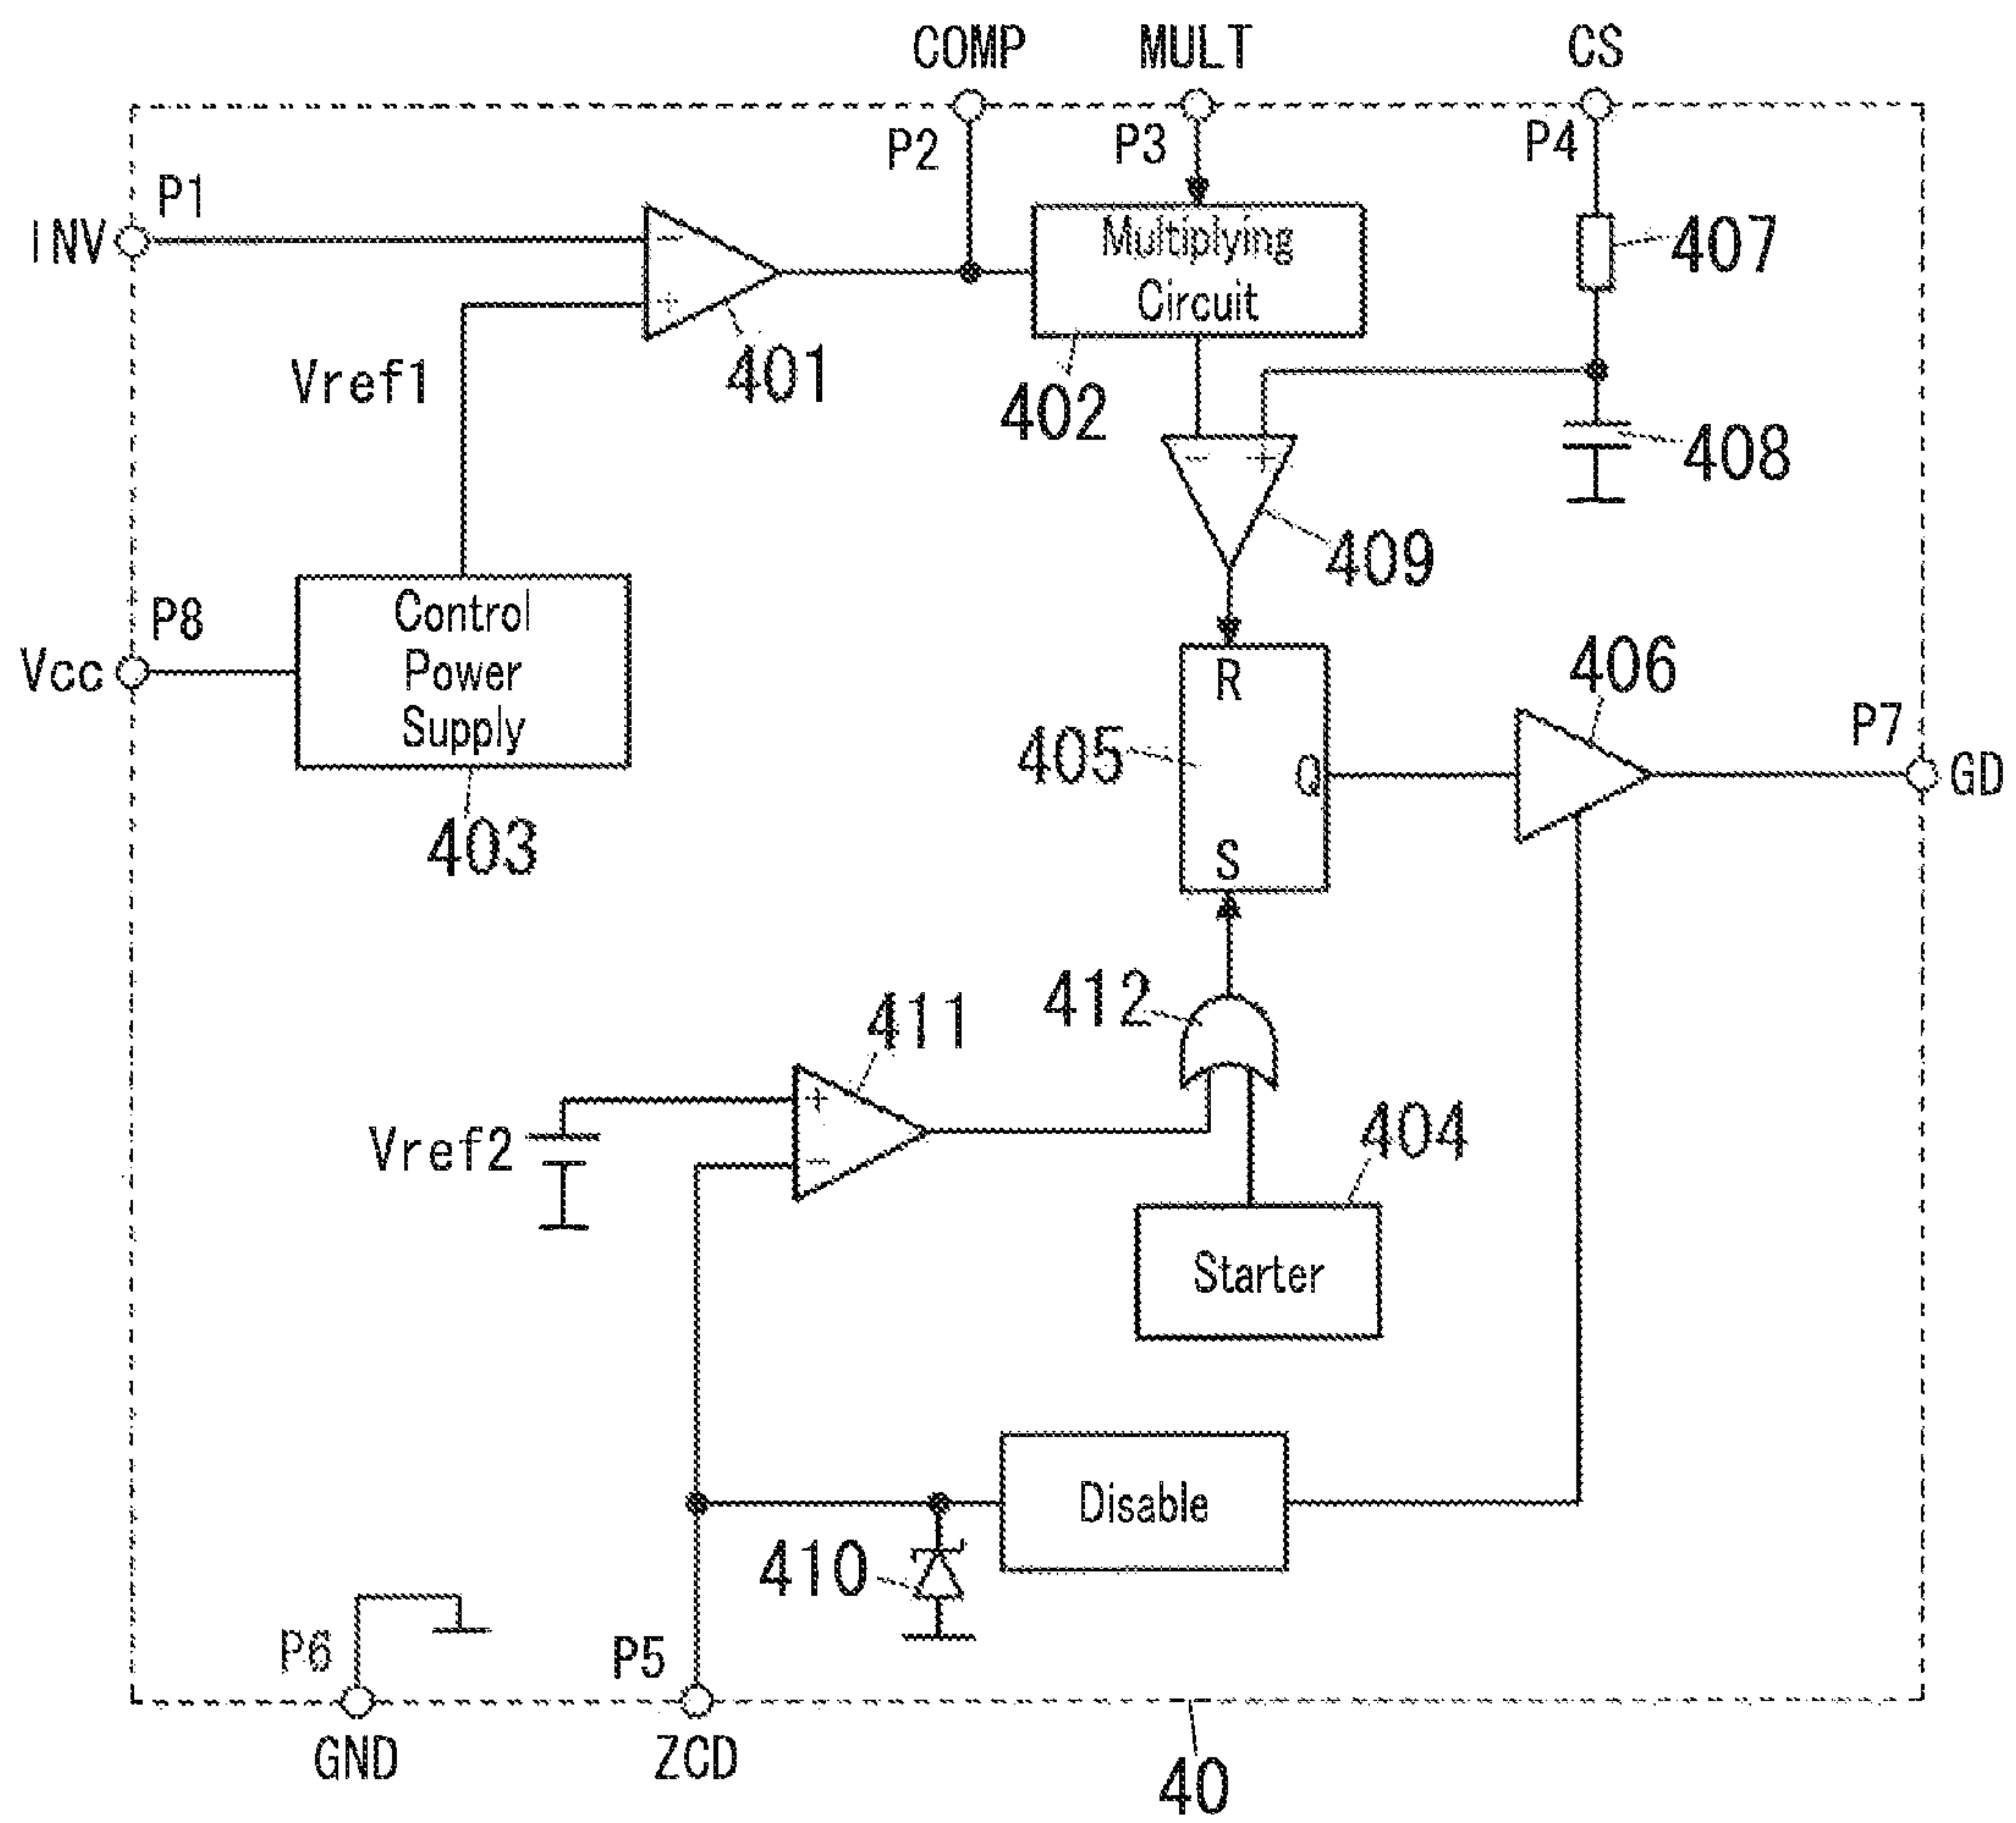 COMP
MULT
CS
P2
P3
P4
P1
INV
Multiplying
Circuit
407
-
+
401
Vref1
402
408
-
+
409
P8
Vcc
Control
Power
Supply
403
R
405
Q
S
406
P7
GD
412
411
+
-
Vref2
404
Starter
Disable
410
P6
P5
GND
ZCD
40